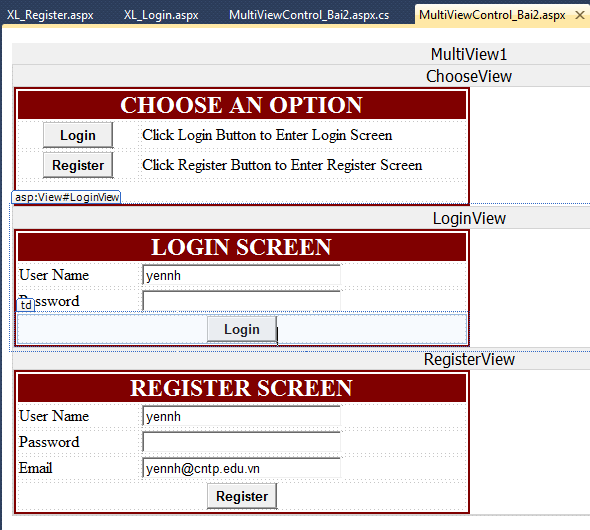 XL_Register.aspx XL_Login.aspx MultiViewControl_Bai2.aspx.cs MultiViewControl_Bai2.aspx
MultiView1
ChooseView
CHOOSE AN OPTION
Login Click Login Button to Enter Login Screen
Register Click Register Button to Enter Register Screen
asp:View#LoginView
LoginView
LOGIN SCREEN
User Name yennh
Password
td
Login
RegisterView
REGISTER SCREEN
User Name yennh
Password
Email yennh@cntp.edu.vn
Register